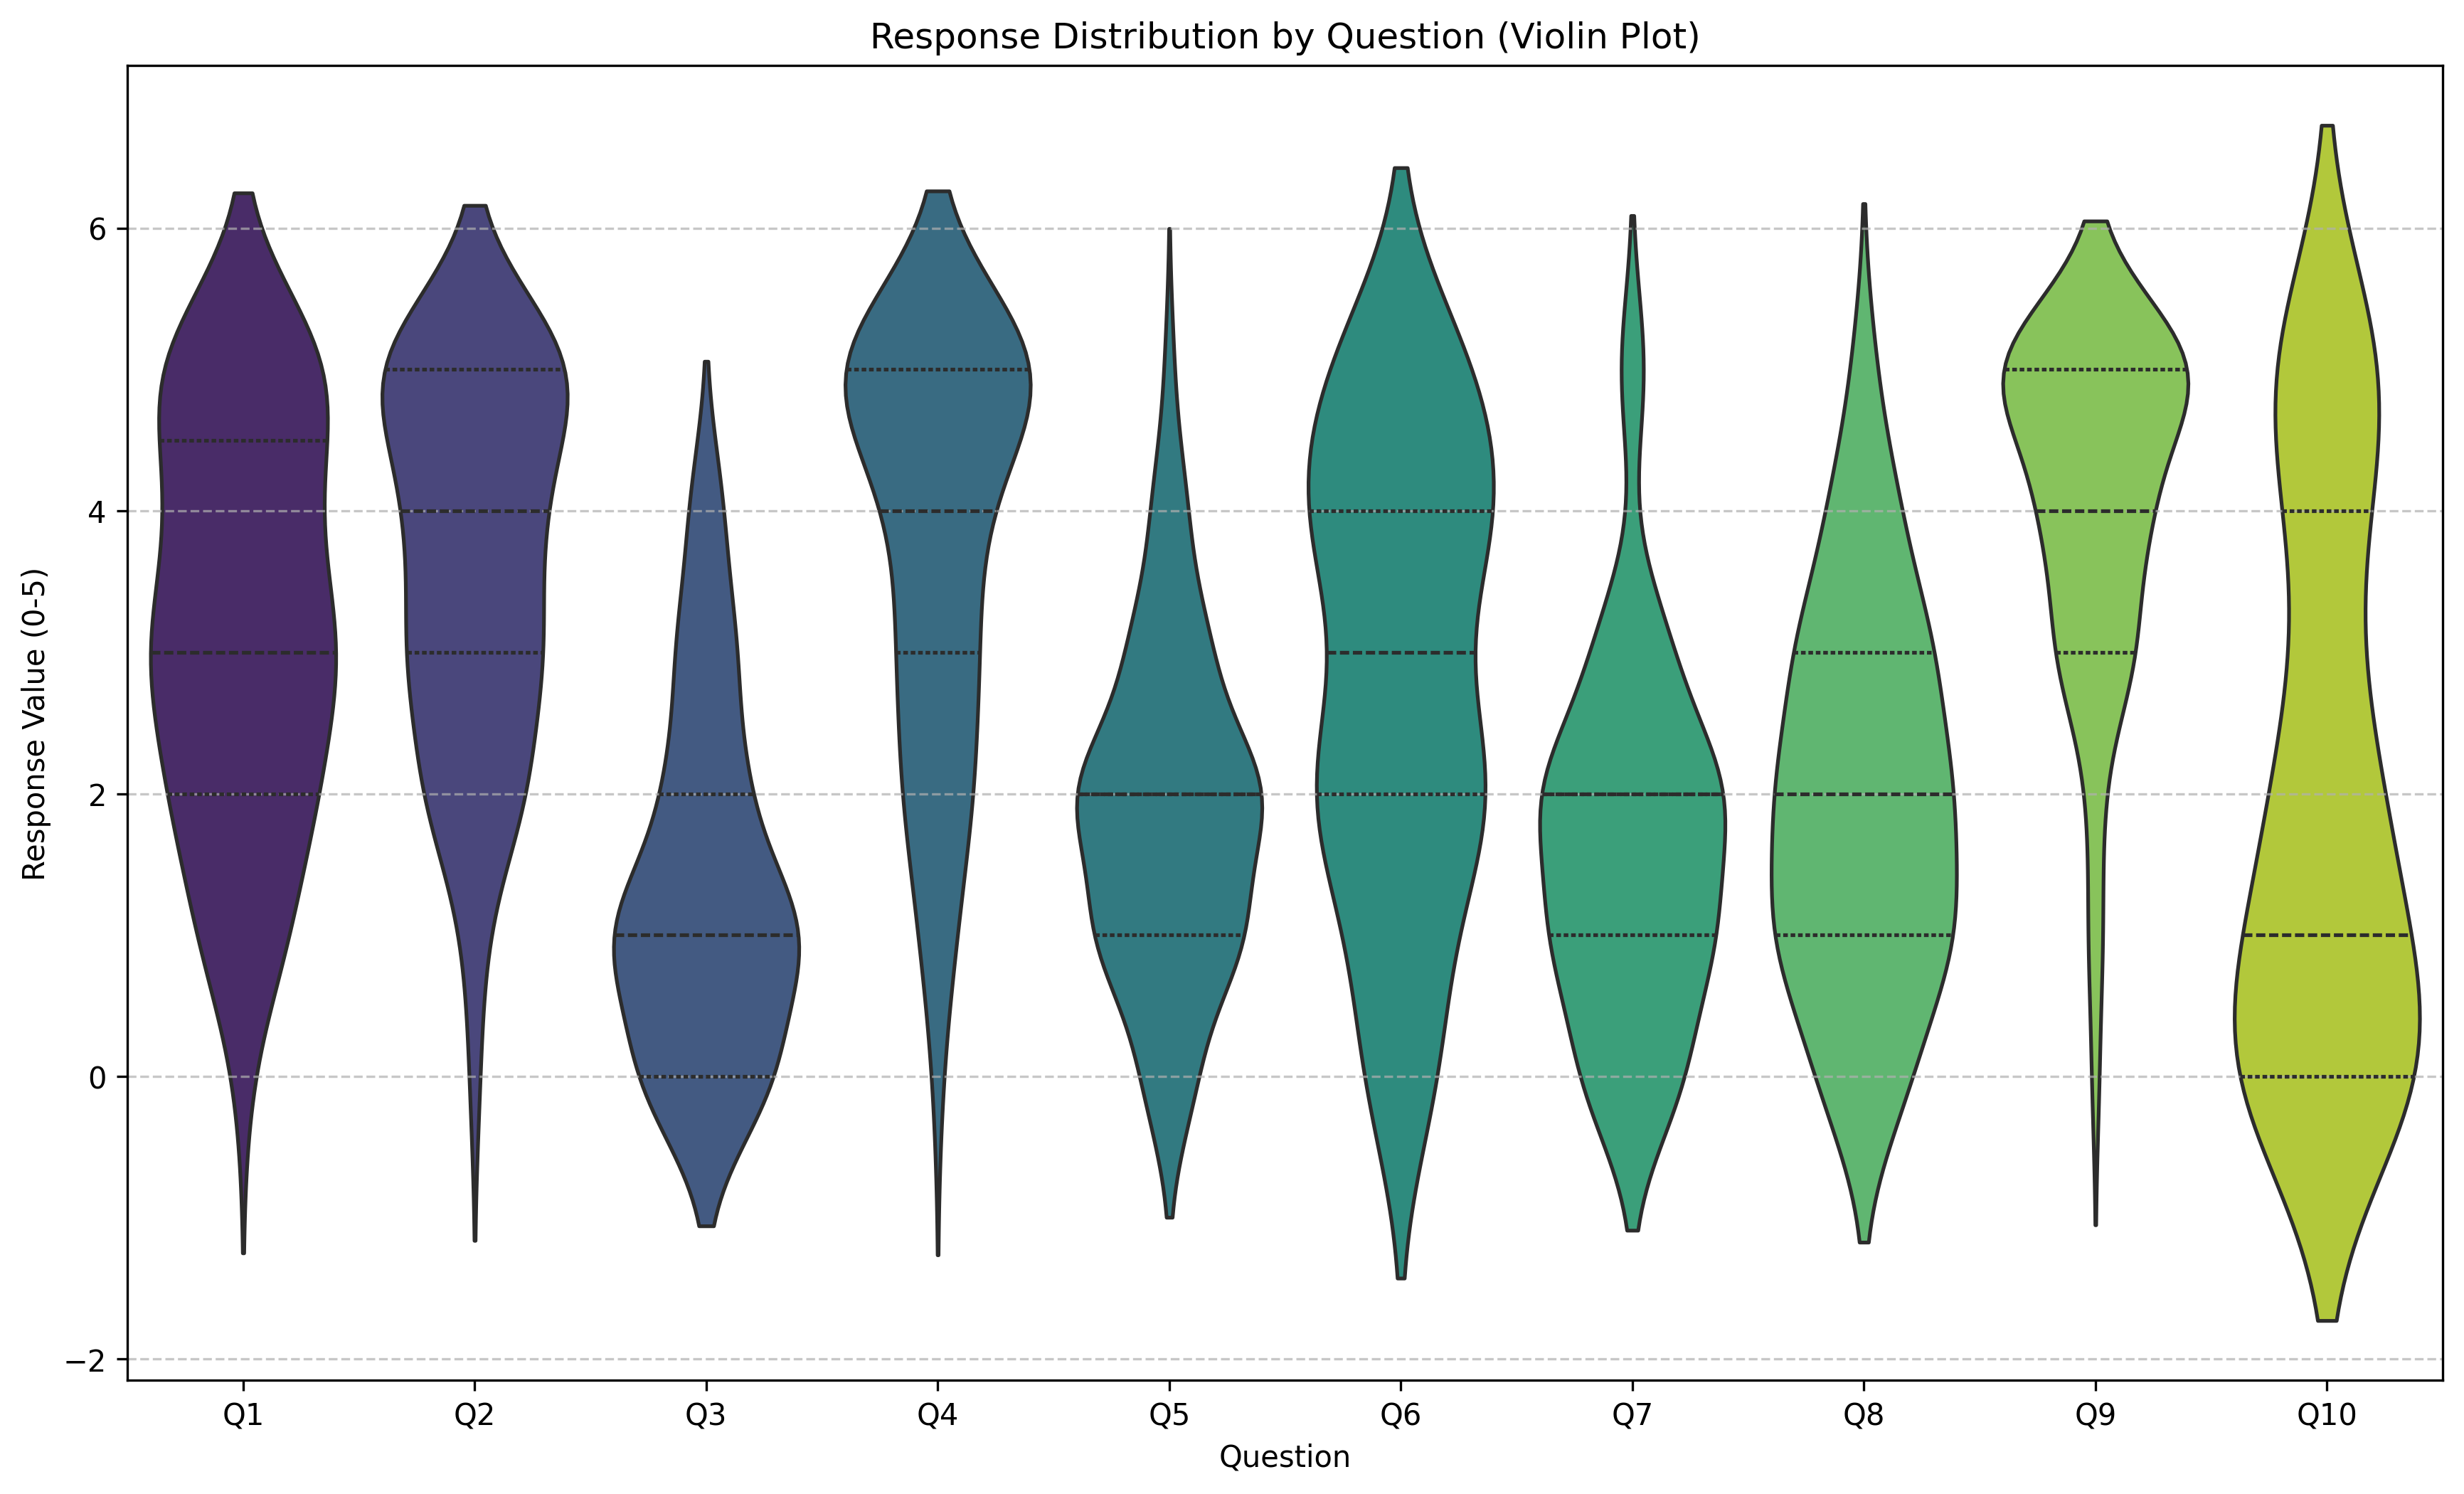 Response Distribution by Question (Violin Plot)
Response Value (0-5)
6
4
2
0
−2
Q1 Q2 Q3 Q4 Q5 Q6 Q7 Q8 Q9 Q10
Question